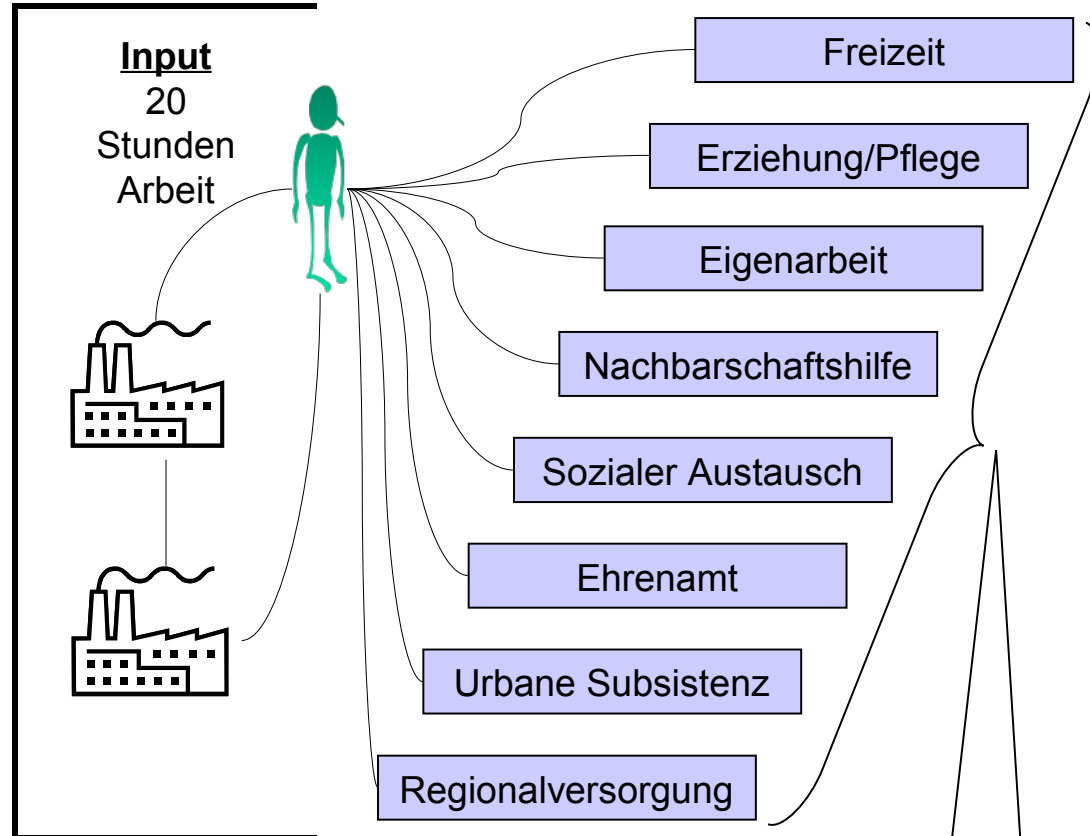 Input
20
Stunden
Arbeit
Freizeit
Erziehung/Pflege
Eigenarbeit
Nachbarschaftshilfe
Sozialer Austausch
Ehrenamt
Urbane Subsistenz
Regionalversorgung